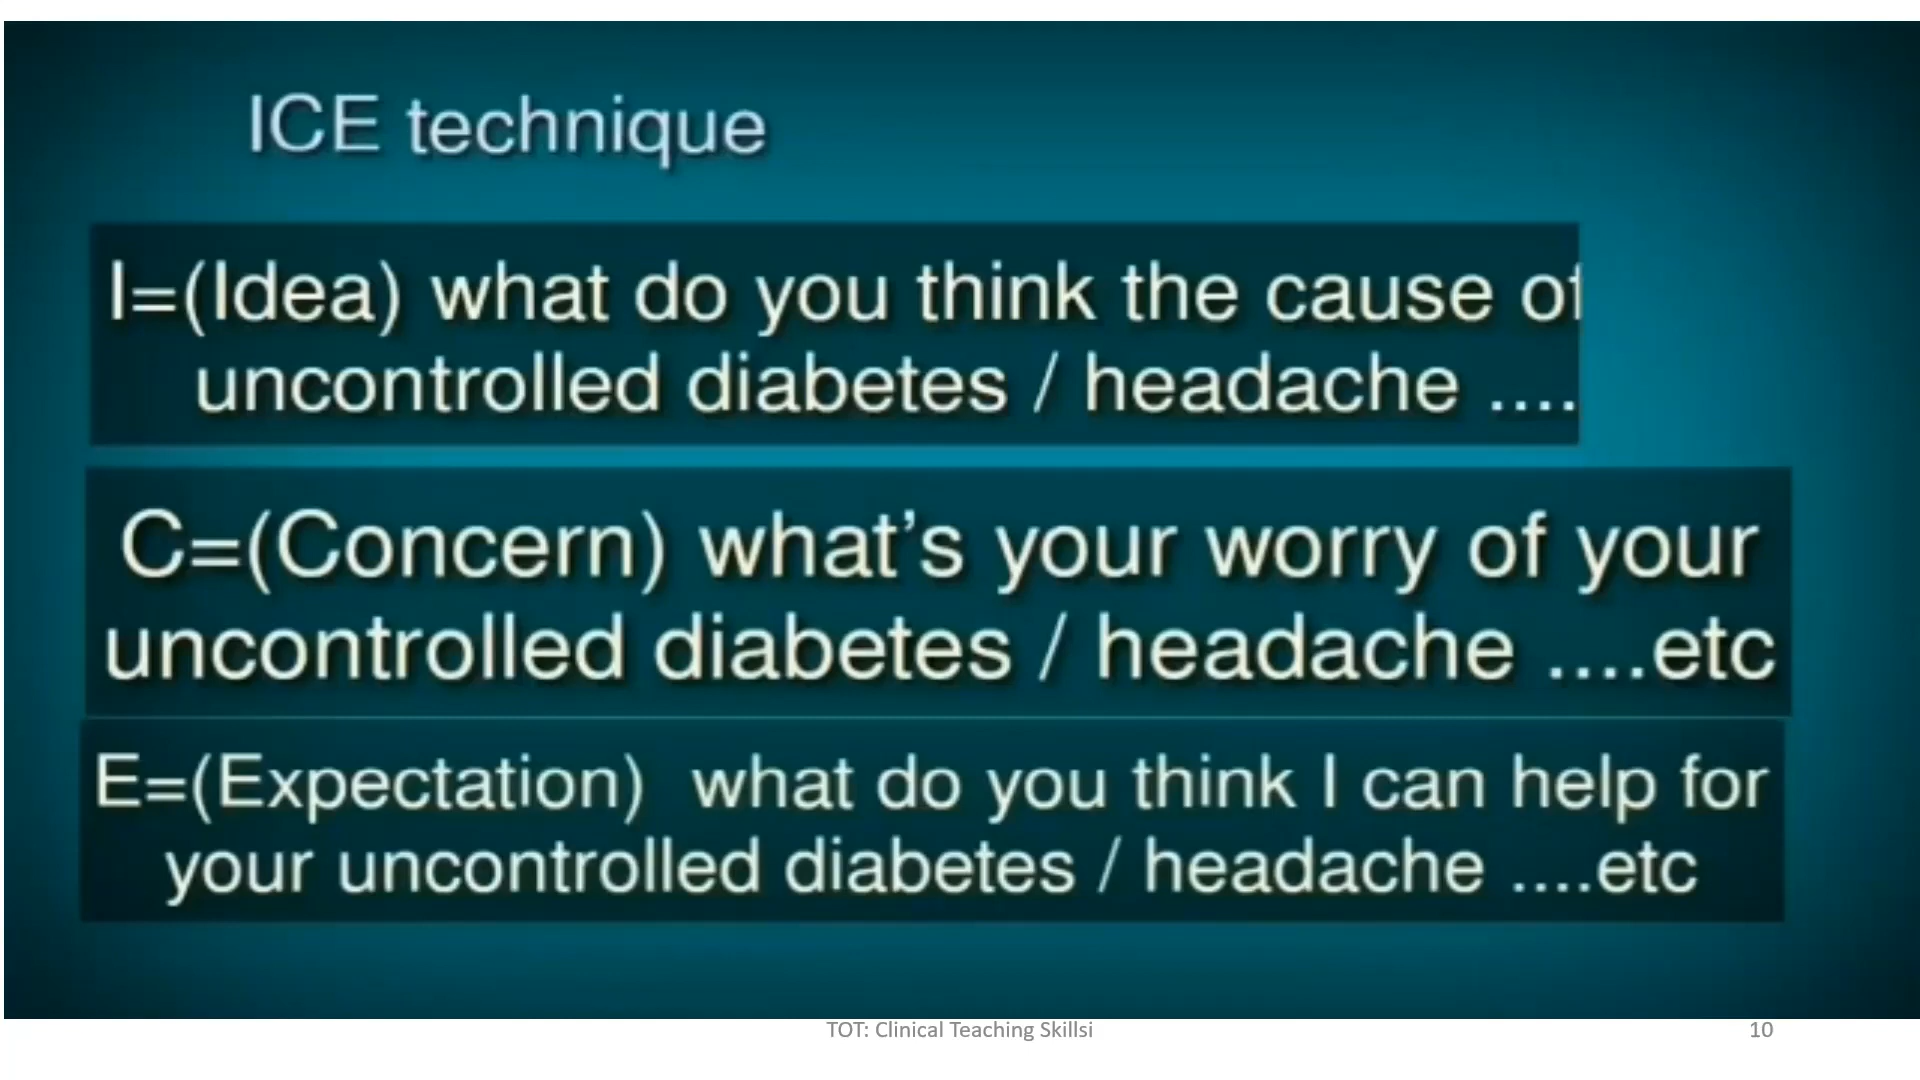 ICE technique
I=(Idea) what do you think the cause of
uncontrolled diabetes / headache ....
C=(Concern) what’s your worry of your
uncontrolled diabetes / headache ....etc
E=(Expectation) what do you think I can help for
your uncontrolled diabetes / headache ....etc
TOT: Clinical Teaching Skillsi
10